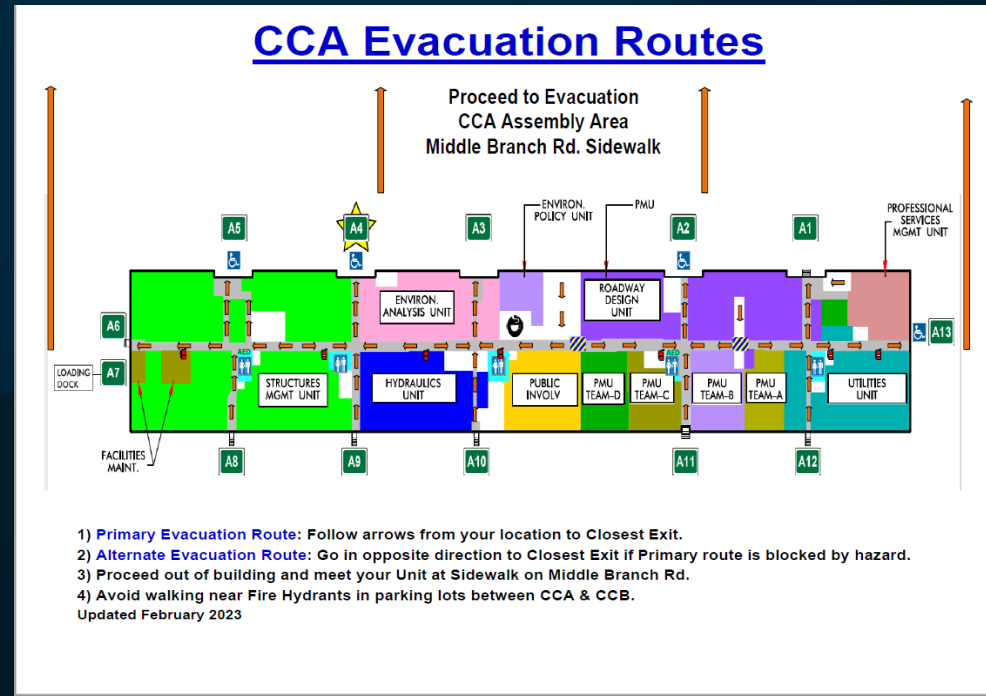 CCA Evacuation Routes
Proceed to Evacuation
CCA Assembly Area
Middle Branch Rd. Sidewalk
ENVIRON.
POLICY UNIT
PMU
PROFESSIONAL
SERVICES
MGMT UNIT
A5
A4
A3
A2
A1
ENVIRON.
ANALYSIS UNIT
ROADWAY
DESIGN
UNIT
A6
A13
LOADING
DOCK
A7
AED
AED
STRUCTURES
MGMT UNIT
HYDRAULICS
UNIT
PUBLIC
INVOLV
PMU
TEAM-D
PMU
TEAM-C
PMU
TEAM-B
PMU
TEAM-A
UTILITIES
UNIT
FACILITIES
MAINT.
A8
A9
A10
A11
A12
1) Primary Evacuation Route: Follow arrows from your location to Closest Exit.
2) Alternate Evacuation Route: Go in opposite direction to Closest Exit if Primary route is blocked by hazard.
3) Proceed out of building and meet your Unit at Sidewalk on Middle Branch Rd.
4) Avoid walking near Fire Hydrants in parking lots between CCA & CCB.
Updated February 2023